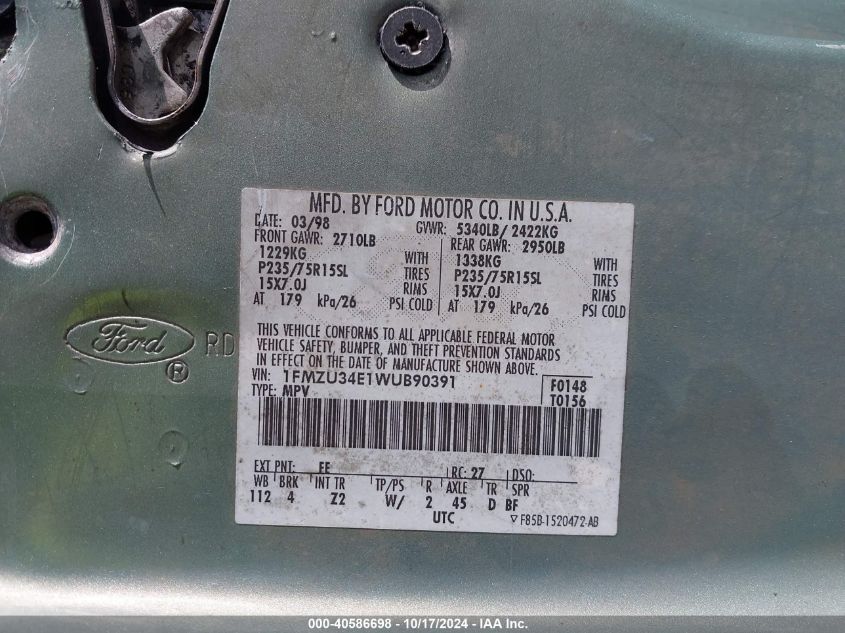 MFD. BY FORD MOTOR CO. IN U.S.A.
DATE: 03/98 GVWR: 5340LB/ 2422KG
FRONT GAWR: 2710LB REAR GAWR: 2950LB
1229KG WITH 1338KG WITH
P235/75R15SL TIRES P235/75R15SL TIRES
15X7.0J RIMS 15X7.0J RIMS
AT 179 kPa/26 PSI COLD AT 179 kPa/26 PSI COLD
THIS VEHICLE CONFORMS TO ALL APPLICABLE FEDERAL MOTOR
VEHICLE SAFETY, BUMPER, AND THEFT PREVENTION STANDARDS
IN EFFECT ON THE DATE OF MANUFACTURE SHOWN ABOVE.
VIN: 1FMZU34E1WUB90391 F0148
TYPE: MPV T0156
EXT PNT: FE RC: 27 DSO:
WB BRK INT TR TP/PS R AXLE TR SPR
112 4 Z2 W/ 2 45 D BF
UTC ▽ F85B-1520472-AB
Ford RD
®
000-40586698 - 10/17/2024 - IAA Inc.